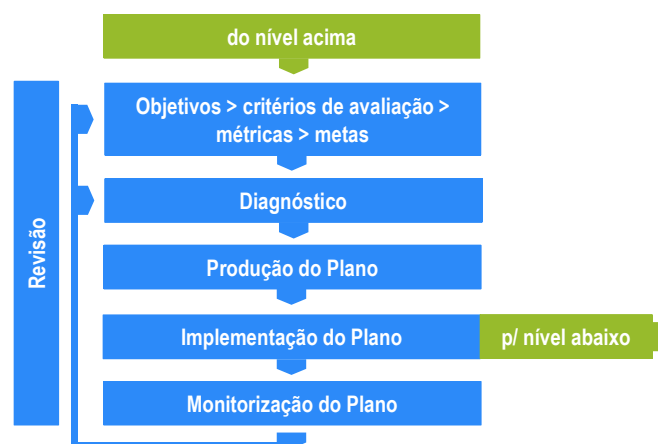 do nível acima
Objetivos > critérios de avaliação >
métricas > metas
Diagnóstico
Revisão
Produção do Plano
Implementação do Plano
p/ nível abaixo
Monitorização do Plano